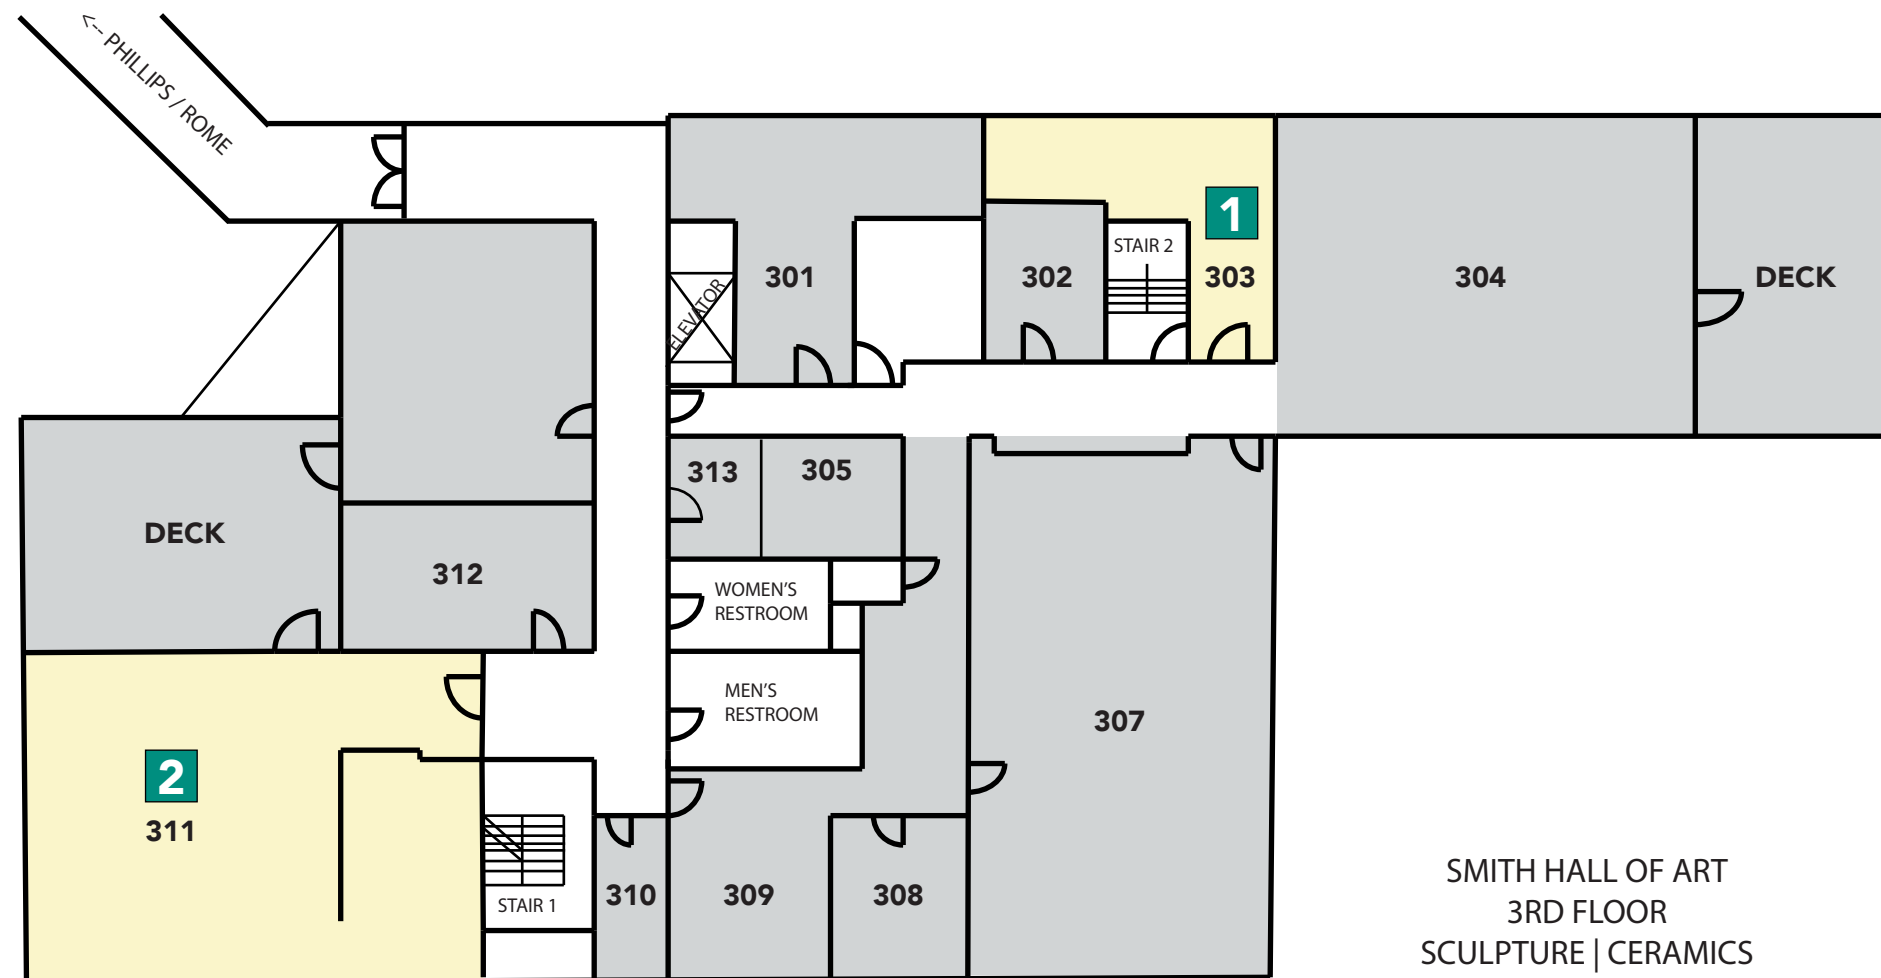 <-- PHILLIPS / ROME
1
STAIR 2
ELEVATOR
301
302
303
304
DECK
313
305
DECK
312
WOMEN'S
RESTROOM
MEN'S
RESTROOM
307
2
311
STAIR 1
310
309
308
SMITH HALL OF ART
3RD FLOOR
SCULPTURE | CERAMICS